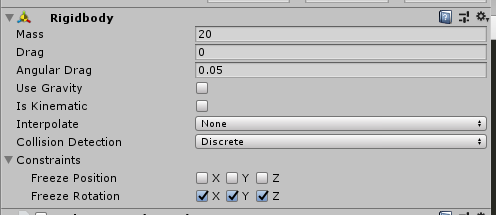 Rigidbody
Mass 20
Drag 0
Angular Drag 0.05
Use Gravity
Is Kinematic
Interpolate None
Collision Detection Discrete
Constraints
Freeze Position X Y Z
Freeze Rotation X Y Z